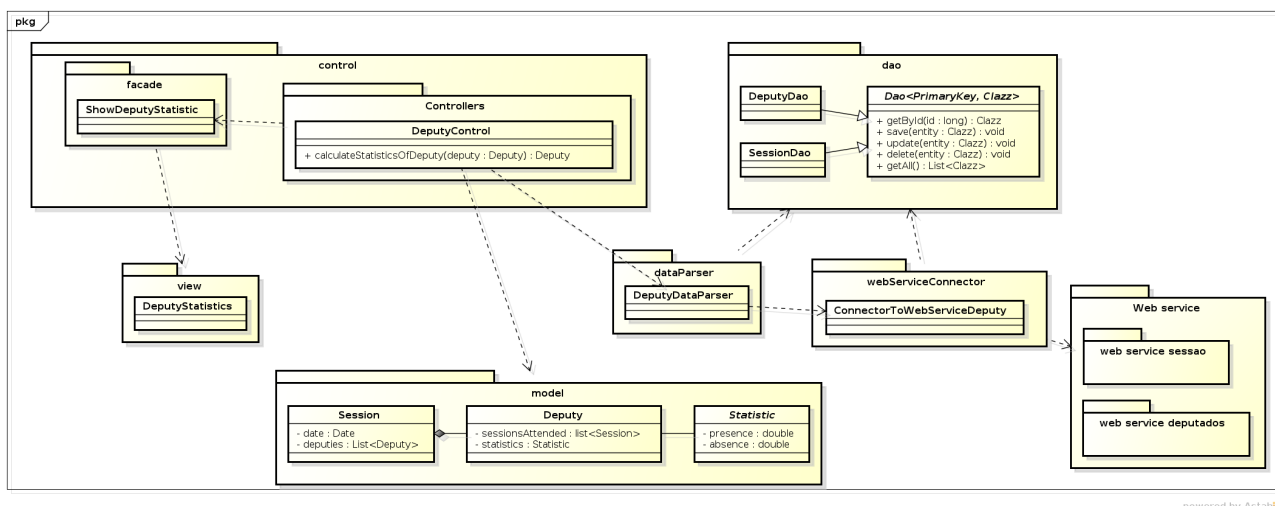 pkg
control
facade
ShowDeputyStatistic
Controllers
DeputyControl
+ calculateStatisticsOfDeputy(deputy : Deputy) : Deputy
dao
DeputyDao
SessionDao
Dao<PrimaryKey, Clazz>
+ getById(id : long) : Clazz
+ save(entity : Clazz) : void
+ update(entity : Clazz) : void
+ delete(entity : Clazz) : void
+ getAll() : List<Clazz>
view
DeputyStatistics
dataParser
DeputyDataParser
webServiceConnector
ConnectorToWebServiceDeputy
Web service
web service sessao
web service deputados
model
Session
- date : Date
- deputies : List<Deputy>
Deputy
- sessionsAttended : list<Session>
- statistics : Statistic
Statistic
- presence : double
- absence : double
powered by